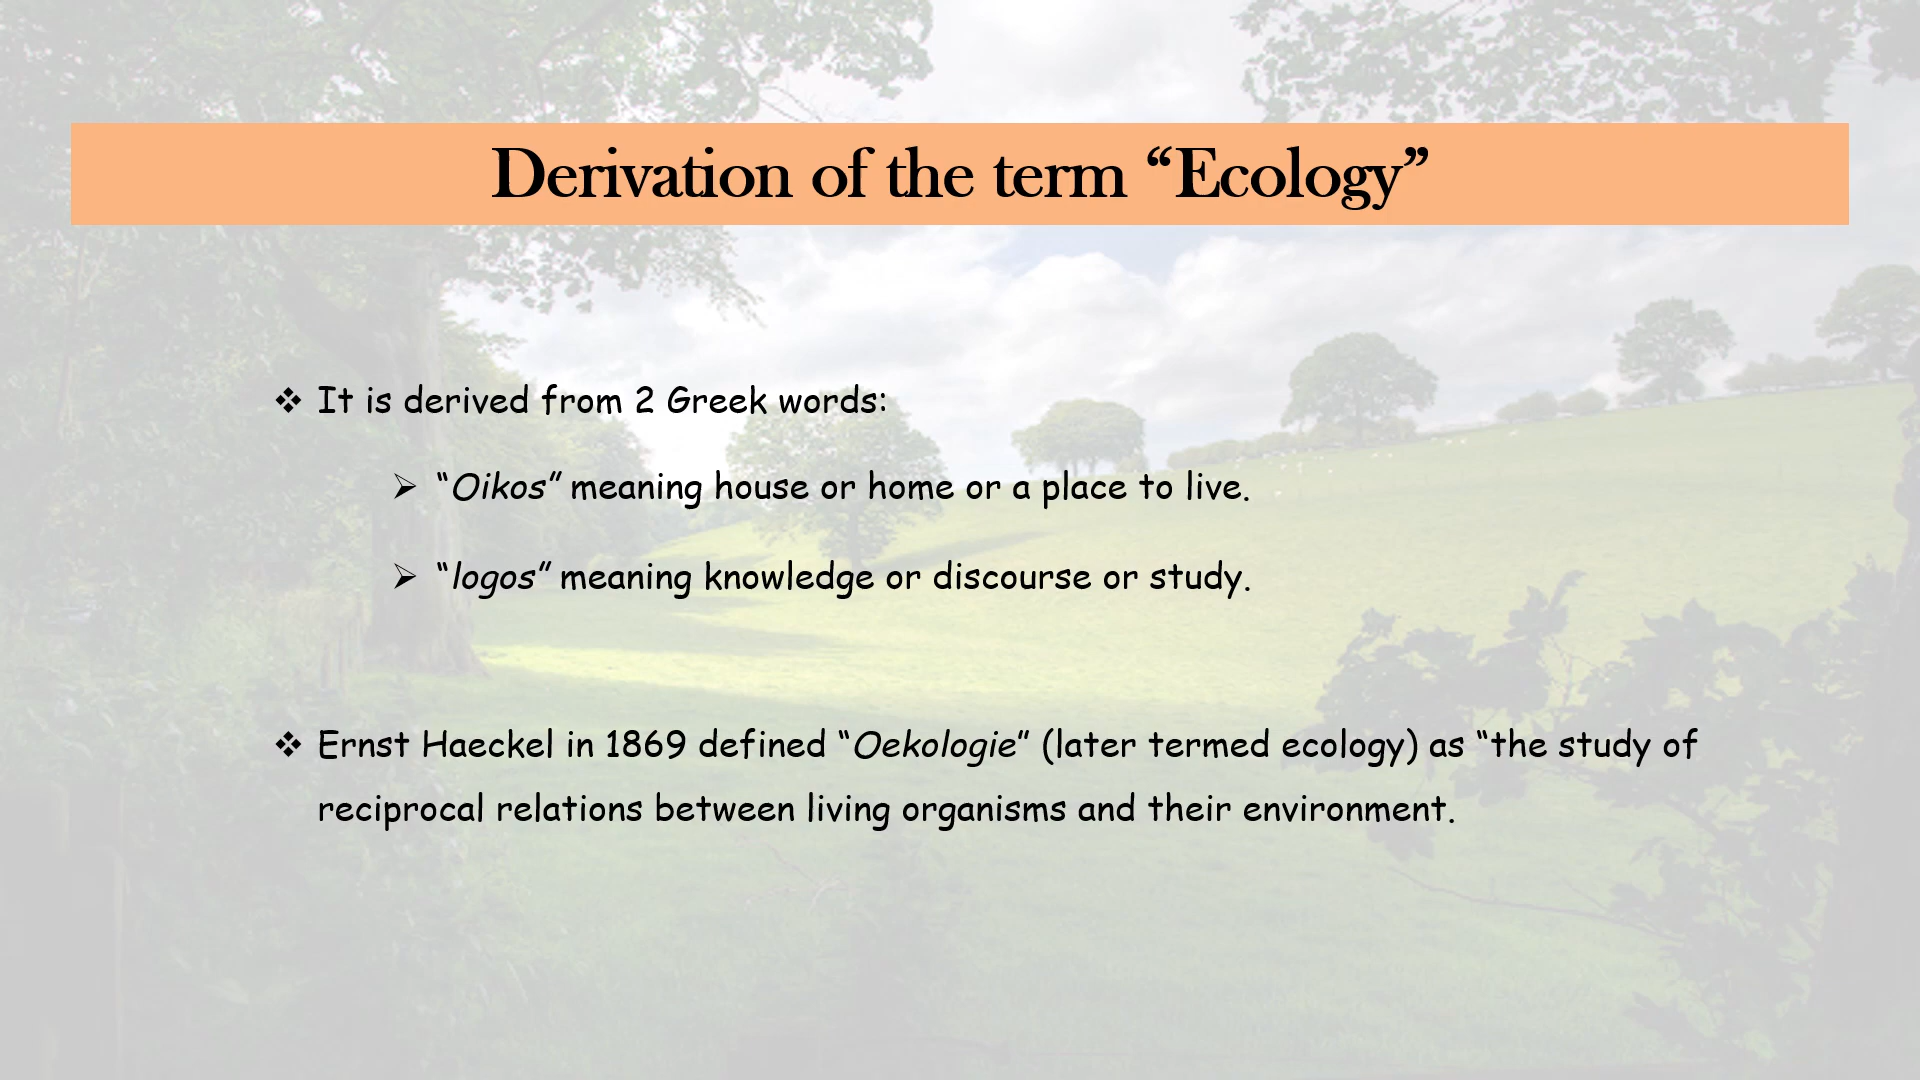 Derivation of the term “Ecology”
❖ It is derived from 2 Greek words:
➢ “Oikos” meaning house or home or a place to live.
➢ “logos” meaning knowledge or discourse or study.
❖ Ernst Haeckel in 1869 defined “Oekologie” (later termed ecology) as “the study of
reciprocal relations between living organisms and their environment.